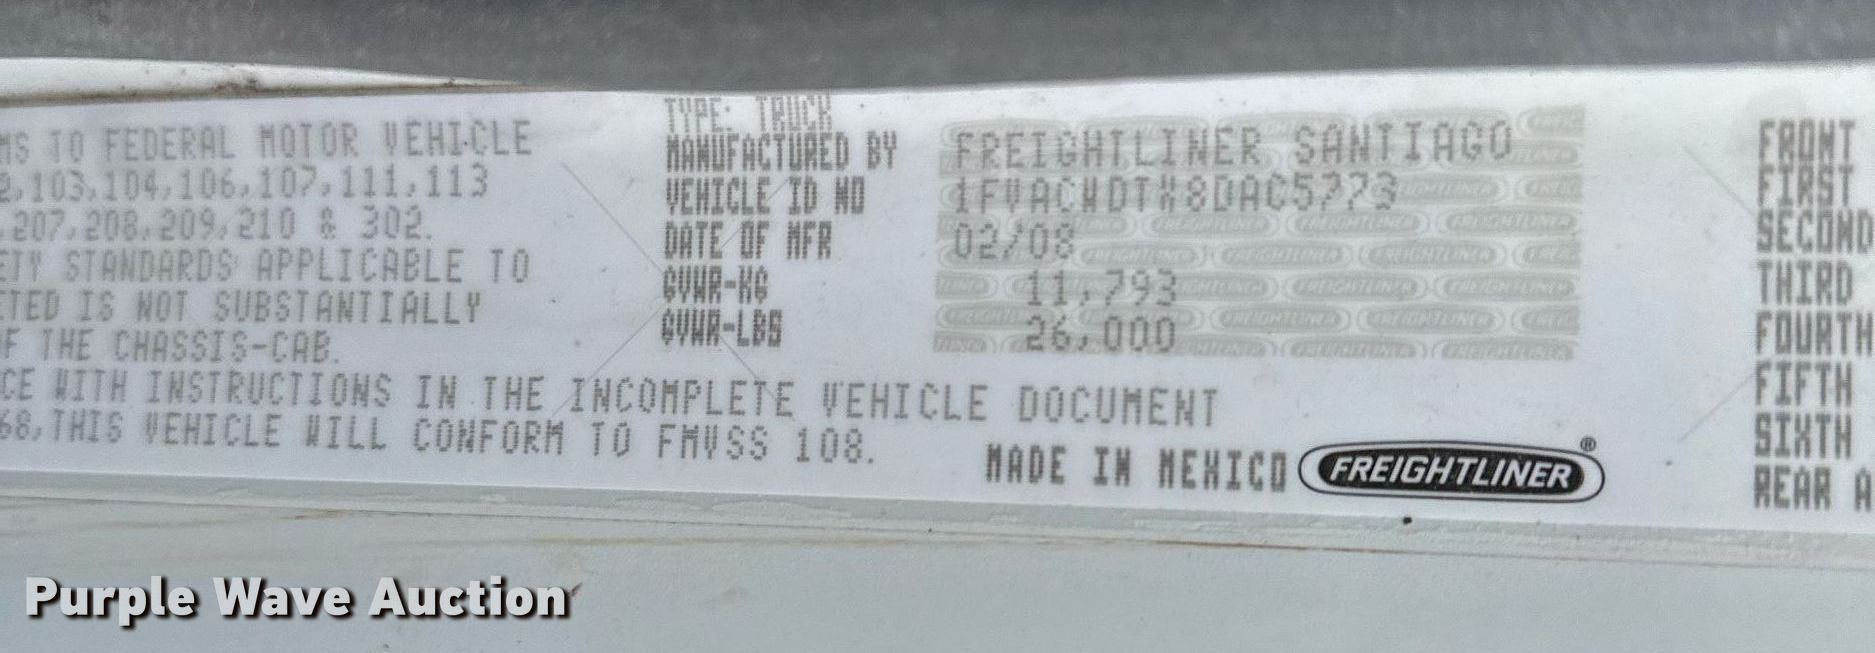 MS TO FEDERAL MOTOR VEHICLE
2,103,104,106,107,111,113
,207,208,209,210 & 302.
ETY STANDARDS APPLICABLE TO
ETED IS NOT SUBSTANTIALLY
F THE CHASSIS-CAB.
CE WITH INSTRUCTIONS IN THE INCOMPLETE VEHICLE DOCUMENT
68,THIS VEHICLE WILL CONFORM TO FMVSS 108.
TYPE: TRUCK
MANUFACTURED BY FREIGHTLINER SANTIAGO
VEHICLE ID NO 1FVACWDTX8DAC5773
DATE OF MFR 02/08
GVWR-KG 11,793
GVWR-LBS 26,000
MADE IN MEXICO FREIGHTLINER®
FRONT
FIRST
SECOND
THIRD
FOURTH
FIFTH
SIXTH
REAR A
Purple Wave Auction